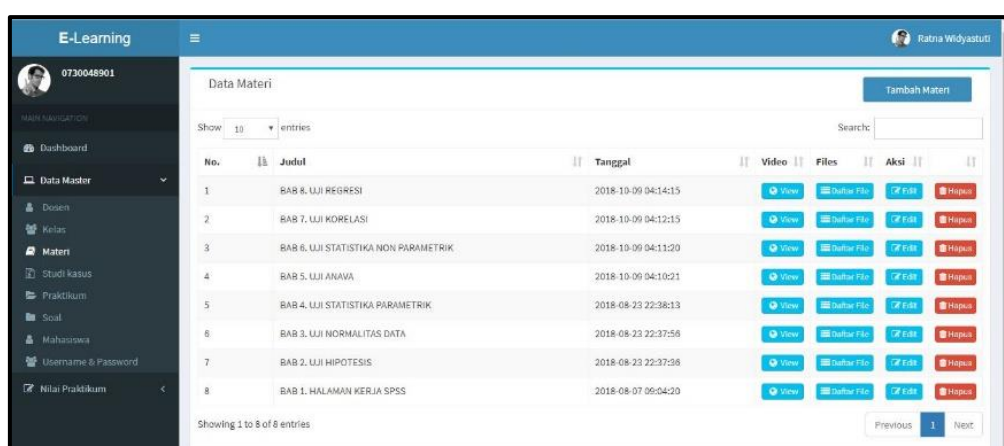 E-Learning
Ratna Widyastuti
0730048901
MAIN NAVIGATION
Dashboard
Data Master
Dosen
Kelas
Materi
Studi kasus
Praktikum
Soal
Mahasiswa
Username & Password
Nilai Praktikum
Data Materi
Tambah Materi
Show 10 entries Search:
No. Judul Tanggal Video Files Aksi
1 BAB 8. UJI REGRESI 2018-10-09 04:14:15 View Daftar File Edit Hapus
2 BAB 7. UJI KORELASI 2018-10-09 04:12:15 View Daftar File Edit Hapus
3 BAB 6. UJI STATISTIKA NON PARAMETRIK 2018-10-09 04:11:20 View Daftar File Edit Hapus
4 BAB 5. UJI ANAVA 2018-10-09 04:10:21 View Daftar File Edit Hapus
5 BAB 4. UJI STATISTIKA PARAMETRIK 2018-08-23 22:38:13 View Daftar File Edit Hapus
6 BAB 3. UJI NORMALITAS DATA 2018-08-23 22:37:56 View Daftar File Edit Hapus
7 BAB 2. UJI HIPOTESIS 2018-08-23 22:37:36 View Daftar File Edit Hapus
8 BAB 1. HALAMAN KERJA SPSS 2018-08-07 09:04:20 View Daftar File Edit Hapus
Showing 1 to 8 of 8 entries
Previous 1 Next